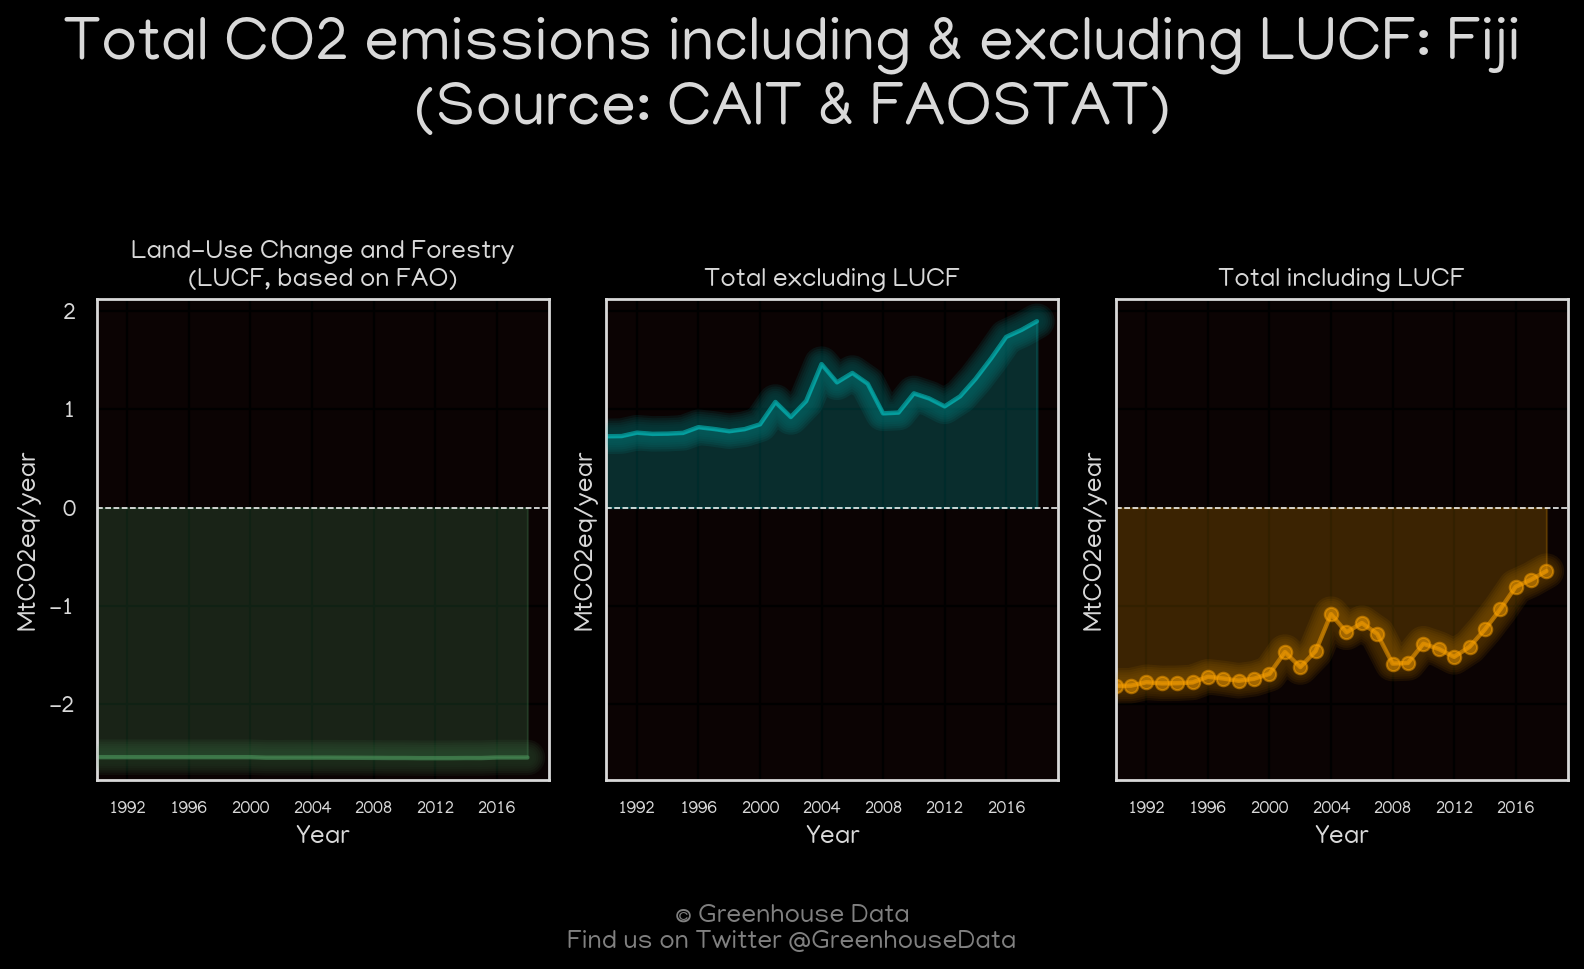 Total CO2 emissions including & excluding LUCF: Fiji
(Source: CAIT & FAOSTAT)
Land-Use Change and Forestry
(LUCF, based on FAO)
Total excluding LUCF
Total including LUCF
2
1
0
-1
-2
MtCO2eq/year
MtCO2eq/year
MtCO2eq/year
1992 1996 2000 2004 2008 2012 2016
1992 1996 2000 2004 2008 2012 2016
1992 1996 2000 2004 2008 2012 2016
Year
Year
Year
© Greenhouse Data
Find us on Twitter @GreenhouseData